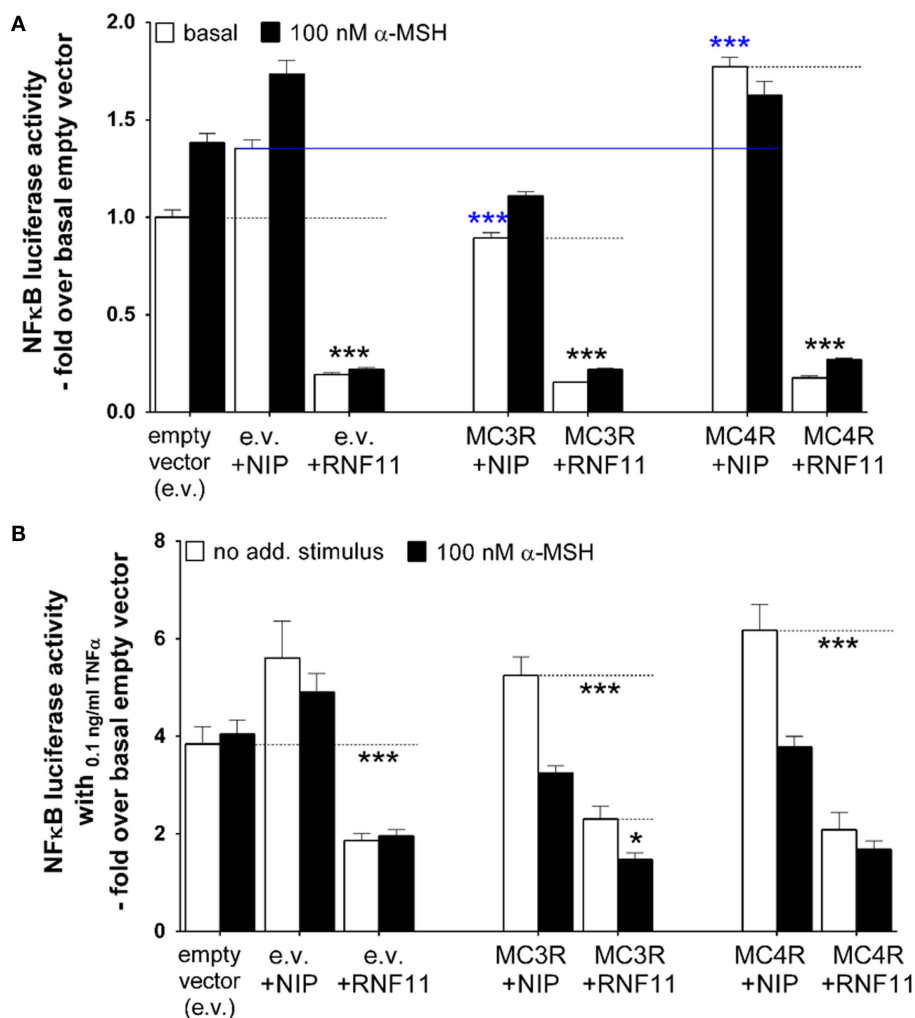 A
basal 100 nM α-MSH
NFκB luciferase activity
- fold over basal empty vector
2.0
1.5
1.0
0.5
0.0
***
***
***
***
***
empty
vector
(e.v.)
e.v.
+NIP
e.v.
+RNF11
MC3R
+NIP
MC3R
+RNF11
MC4R
+NIP
MC4R
+RNF11
B
no add. stimulus 100 nM α-MSH
NFκB luciferase activity
with 0.1 ng/ml TNFα
- fold over basal empty vector
8
6
4
2
0
***
***
*
***
empty
vector
(e.v.)
e.v.
+NIP
e.v.
+RNF11
MC3R
+NIP
MC3R
+RNF11
MC4R
+NIP
MC4R
+RNF11